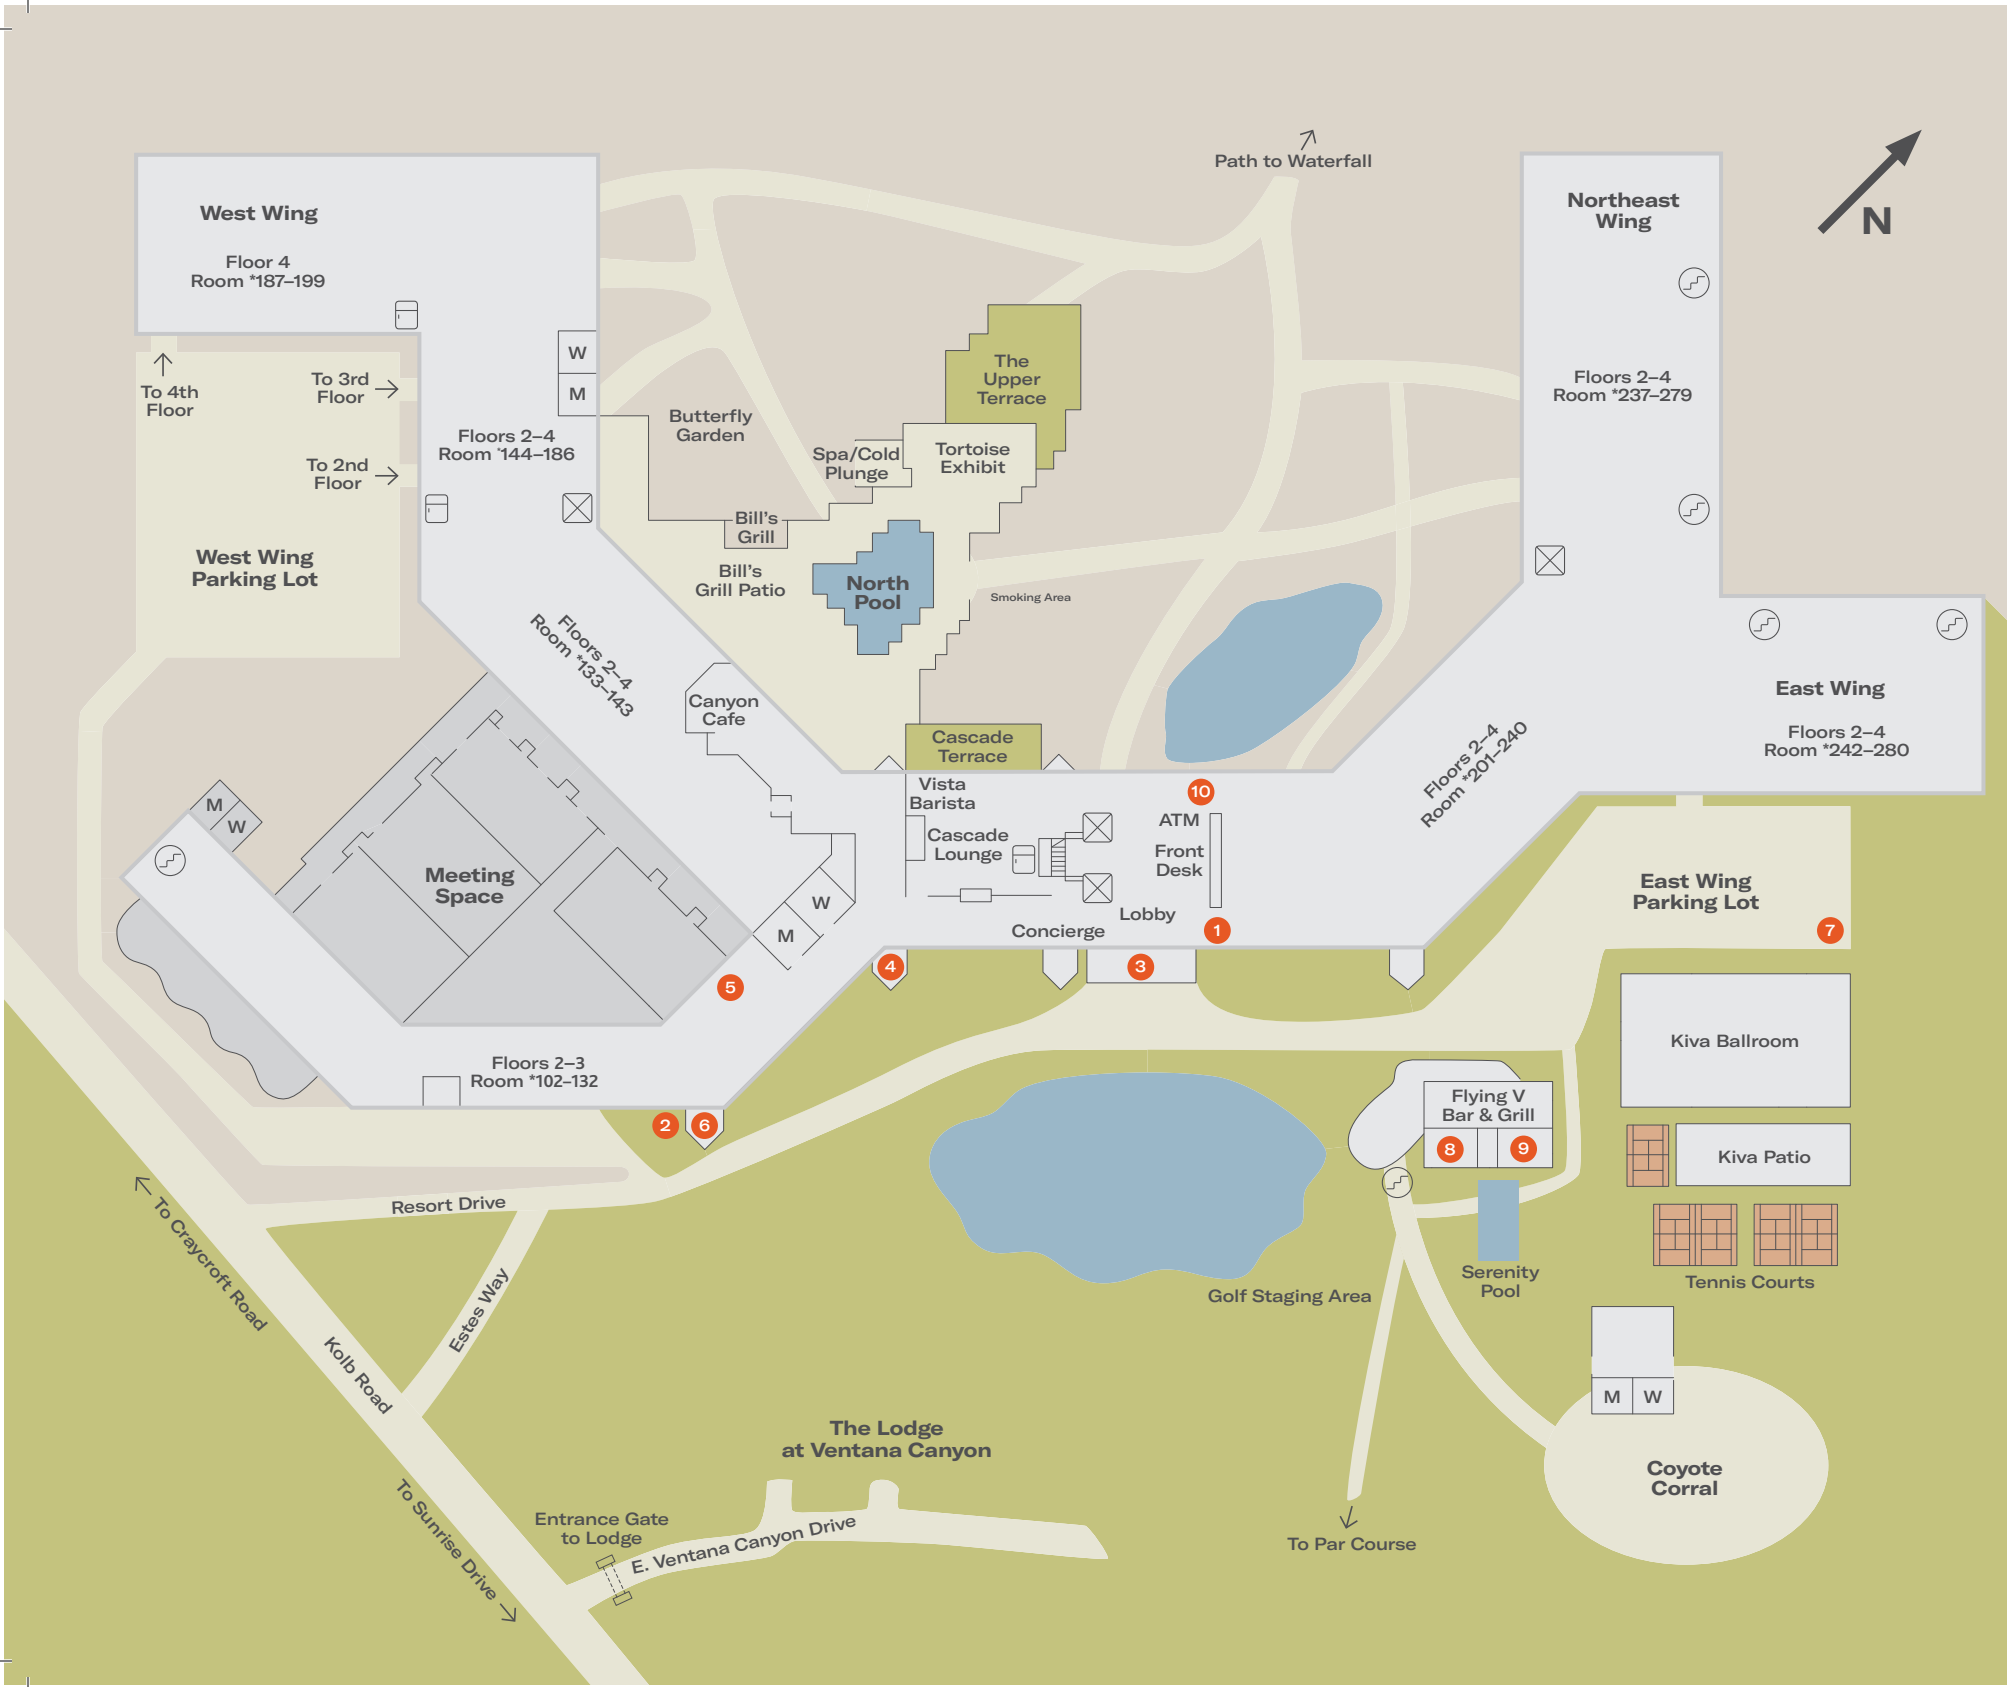 Path to Waterfall
N
West Wing
Floor 4
Room *187–199
Northeast
Wing
Floors 2–4
Room *237–279
To 4th
Floor
To 3rd
Floor
To 2nd
Floor
W
M
Floors 2–4
Room *144–186
West Wing
Parking Lot
Butterfly
Garden
The
Upper
Terrace
Spa/Cold
Plunge
Tortoise
Exhibit
Bill's
Grill
Bill's
Grill Patio
North
Pool
Smoking Area
Floors 2–4
Room *133–143
Canyon
Cafe
Cascade
Terrace
Vista
Barista
Cascade
Lounge
10
ATM
Front
Desk
Lobby
Concierge
1
3
4
Floors 2–4
Room *201–240
East Wing
Floors 2–4
Room *242–280
East Wing
Parking Lot
7
M
W
Meeting
Space
W
M
5
Floors 2–3
Room *102–132
2
6
Kiva Ballroom
Flying V
Bar & Grill
8
9
Kiva Patio
Serenity
Pool
Tennis Courts
Golf Staging Area
Resort Drive
To Craycroft Road
Estes Way
Kolb Road
To Sunrise Drive
M
W
Coyote
Corral
The Lodge
at Ventana Canyon
Entrance Gate
to Lodge
E. Ventana Canyon Drive
To Par Course